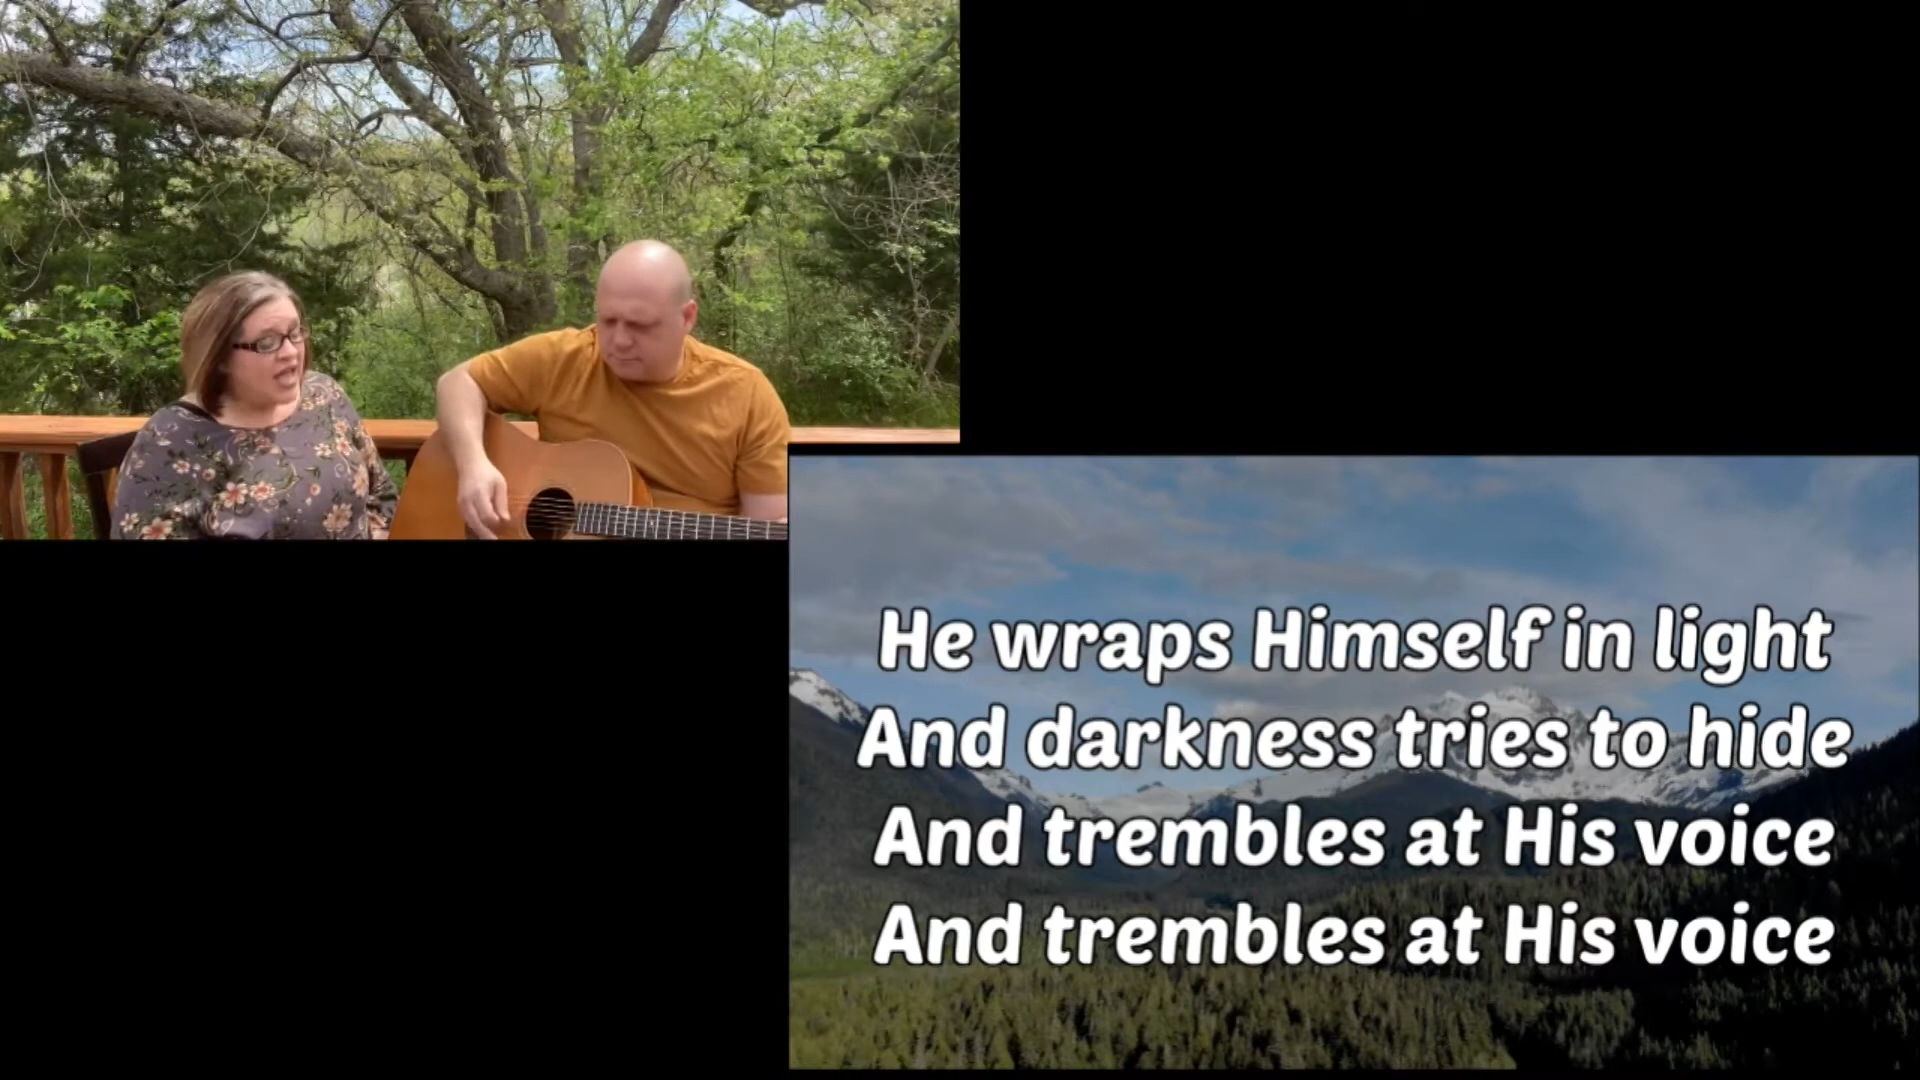 He wraps Himself in light
And darkness tries to hide
And trembles at His voice
And trembles at His voice